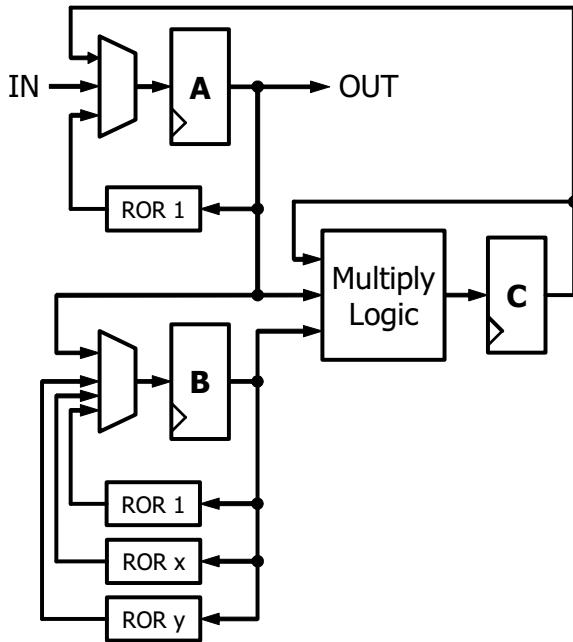 IN
A
OUT
ROR 1
Multiply
Logic
C
B
ROR 1
ROR x
ROR y